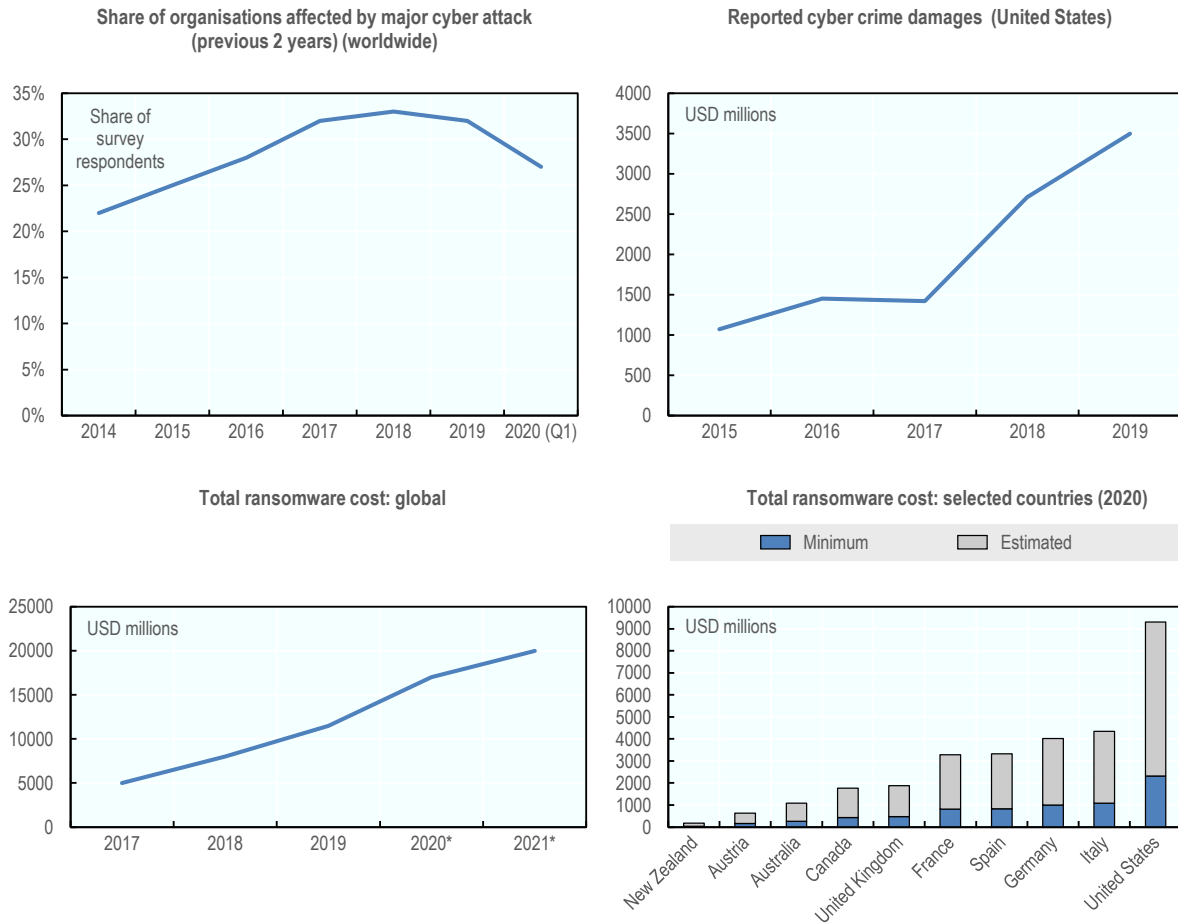 Share of organisations affected by major cyber attack
(previous 2 years) (worldwide)
35%
30%
25%
20%
15%
10%
5%
0%
Share of
survey
respondents
2014 2015 2016 2017 2018 2019 2020 (Q1)
Reported cyber crime damages (United States)
4000
3500
3000
2500
2000
1500
1000
500
0
USD millions
2015 2016 2017 2018 2019
Total ransomware cost: global
25000
20000
15000
10000
5000
0
USD millions
2017 2018 2019 2020* 2021*
Total ransomware cost: selected countries (2020)
Minimum Estimated
10000
9000
8000
7000
6000
5000
4000
3000
2000
1000
0
USD millions
New Zealand
Austria
Australia
Canada
United Kingdom
France
Spain
Germany
Italy
United States